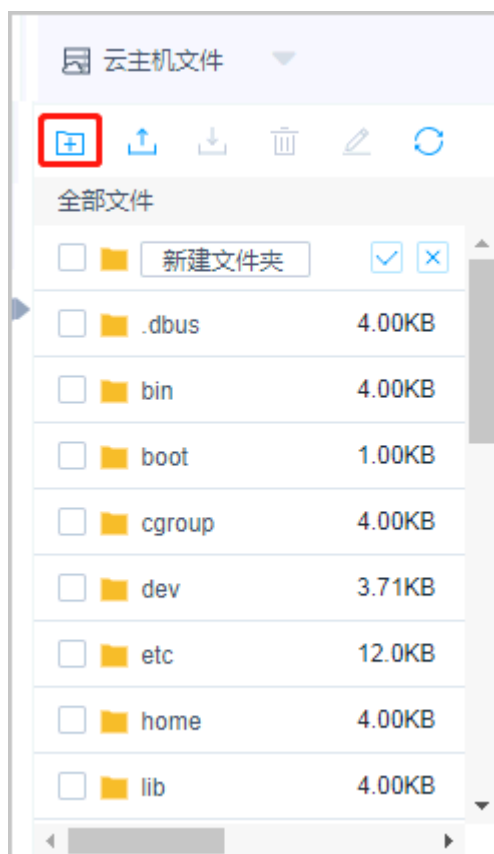 云主机文件
全部文件
新建文件夹
.dbus 4.00KB
bin 4.00KB
boot 1.00KB
cgroup 4.00KB
dev 3.71KB
etc 12.0KB
home 4.00KB
lib 4.00KB